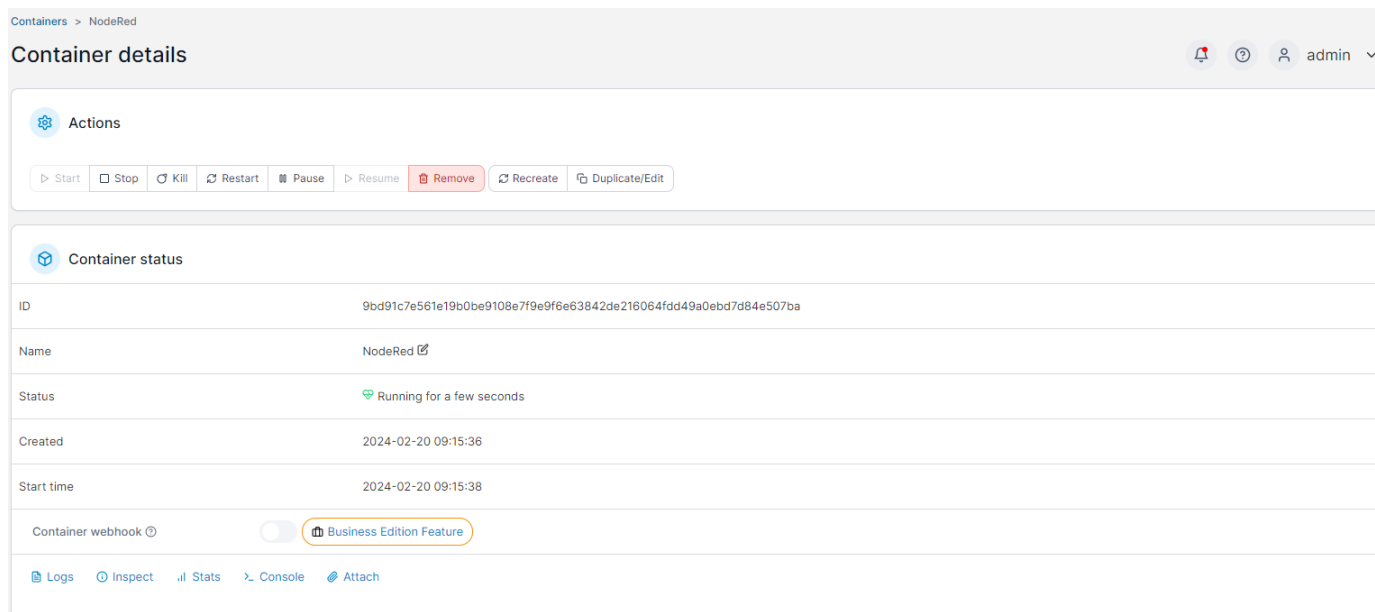 Containers > NodeRed
Container details
admin
Actions
Start Stop Kill Restart Pause Resume Remove Recreate Duplicate/Edit
Container status
ID 9bd91c7e561e19b0be9108e7f9e9f6e63842de216064fdd49a0ebd7d84e507ba
Name NodeRed
Status Running for a few seconds
Created 2024-02-20 09:15:36
Start time 2024-02-20 09:15:38
Container webhook Business Edition Feature
Logs Inspect Stats >_ Console Attach